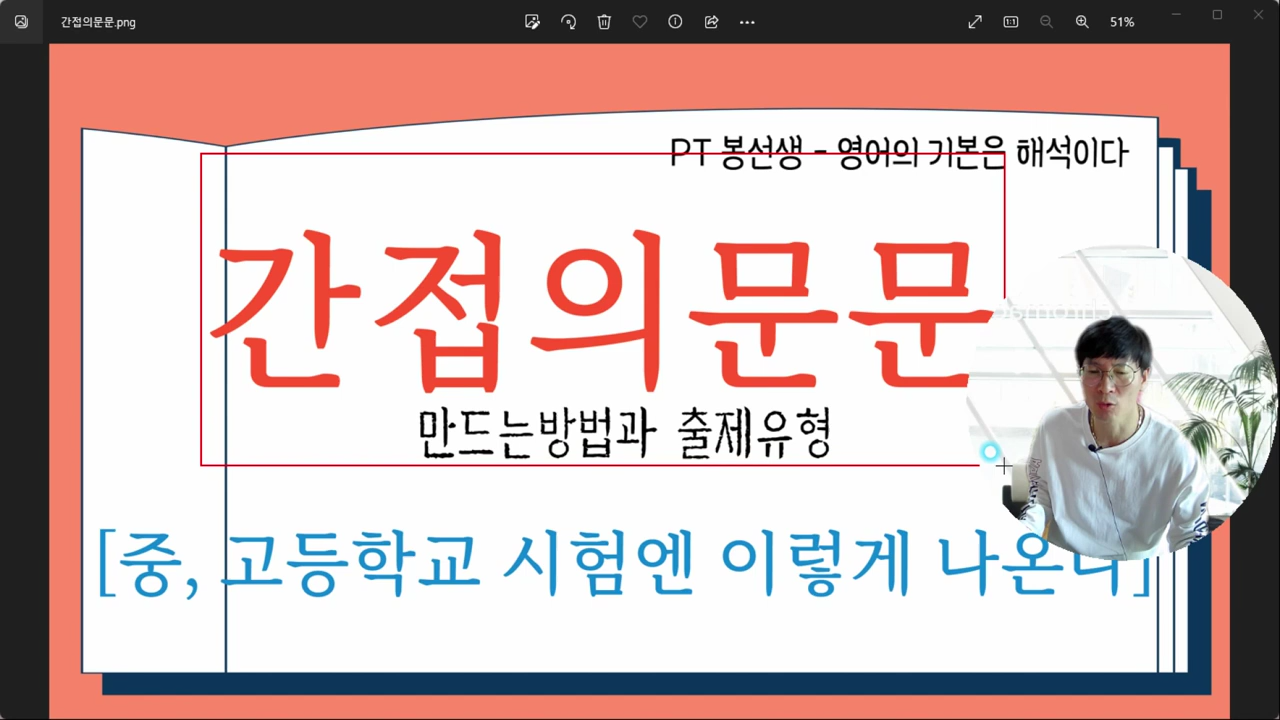 간접의문문.png
51%
PT 봉선생 - 영어의 기본은 해석이다
간접의문문
만드는방법과 출제유형
[중, 고등학교 시험엔 이렇게 나온다]